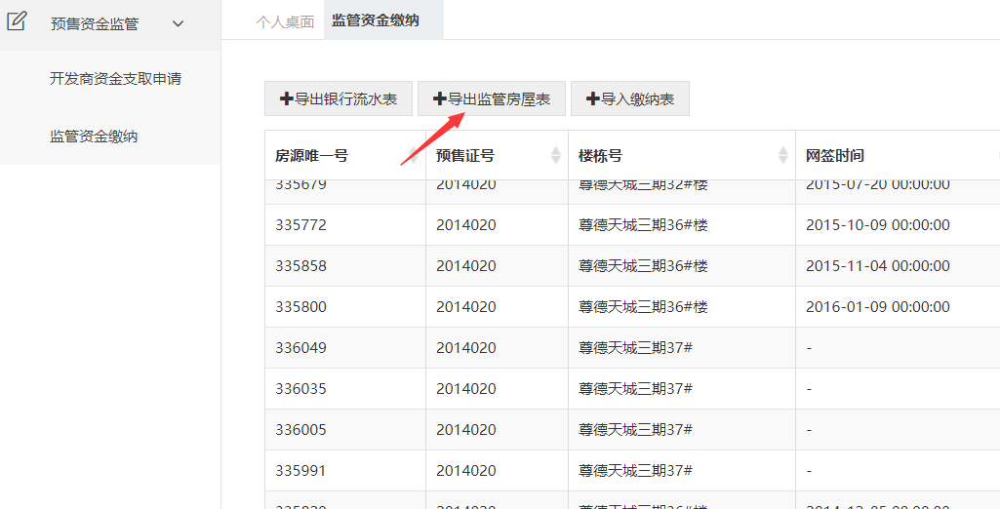 预售资金监管
个人桌面 监管资金缴纳
开发商资金支取申请
监管资金缴纳
导出银行流水表 导出监管房屋表 导入缴纳表
房源唯一号 预售证号 楼栋号 网签时间
335679 2014020 尊德天城三期32#楼 2015-07-20 00:00:00
335772 2014020 尊德天城三期36#楼 2015-10-09 00:00:00
335858 2014020 尊德天城三期36#楼 2015-11-04 00:00:00
335800 2014020 尊德天城三期36#楼 2016-01-09 00:00:00
336049 2014020 尊德天城三期37# -
336035 2014020 尊德天城三期37# -
336005 2014020 尊德天城三期37# -
335991 2014020 尊德天城三期37# -